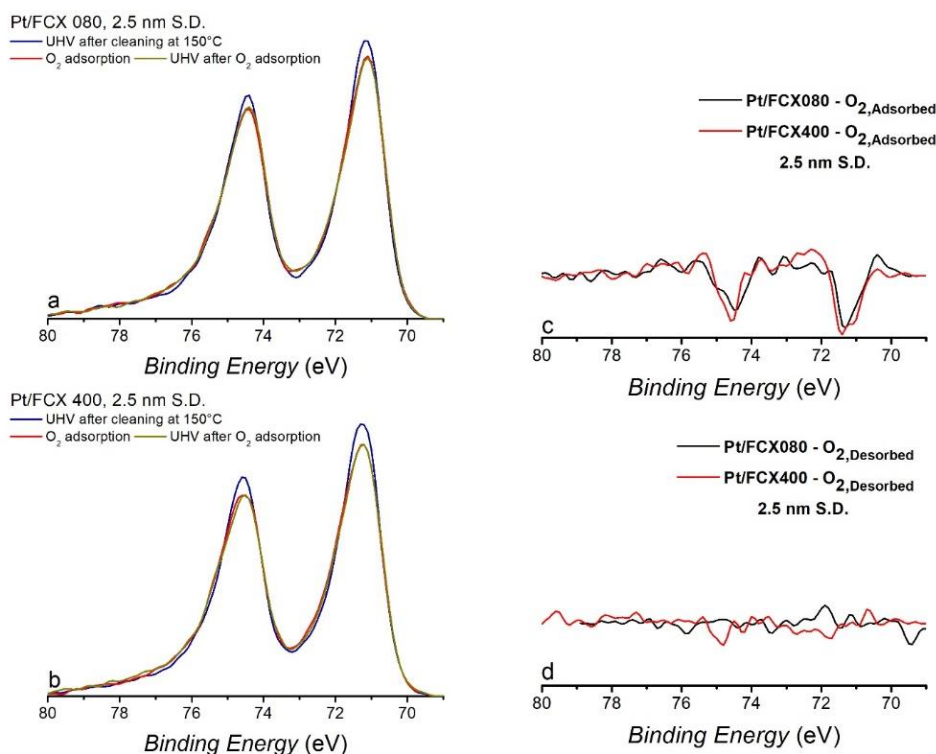 Pt/FCX 080, 2.5 nm S.D.
UHV after cleaning at 150°C
O2 adsorption UHV after O2 adsorption
a
80 78 76 74 72 70
Binding Energy (eV)
Pt/FCX 400, 2.5 nm S.D.
UHV after cleaning at 150°C
O2 adsorption UHV after O2 adsorption
b
80 78 76 74 72 70
Binding Energy (eV)
Pt/FCX080 - O2,Adsorbed
Pt/FCX400 - O2,Adsorbed
2.5 nm S.D.
c
80 78 76 74 72 70
Binding Energy (eV)
Pt/FCX080 - O2,Desorbed
Pt/FCX400 - O2,Desorbed
2.5 nm S.D.
d
80 78 76 74 72 70
Binding Energy (eV)